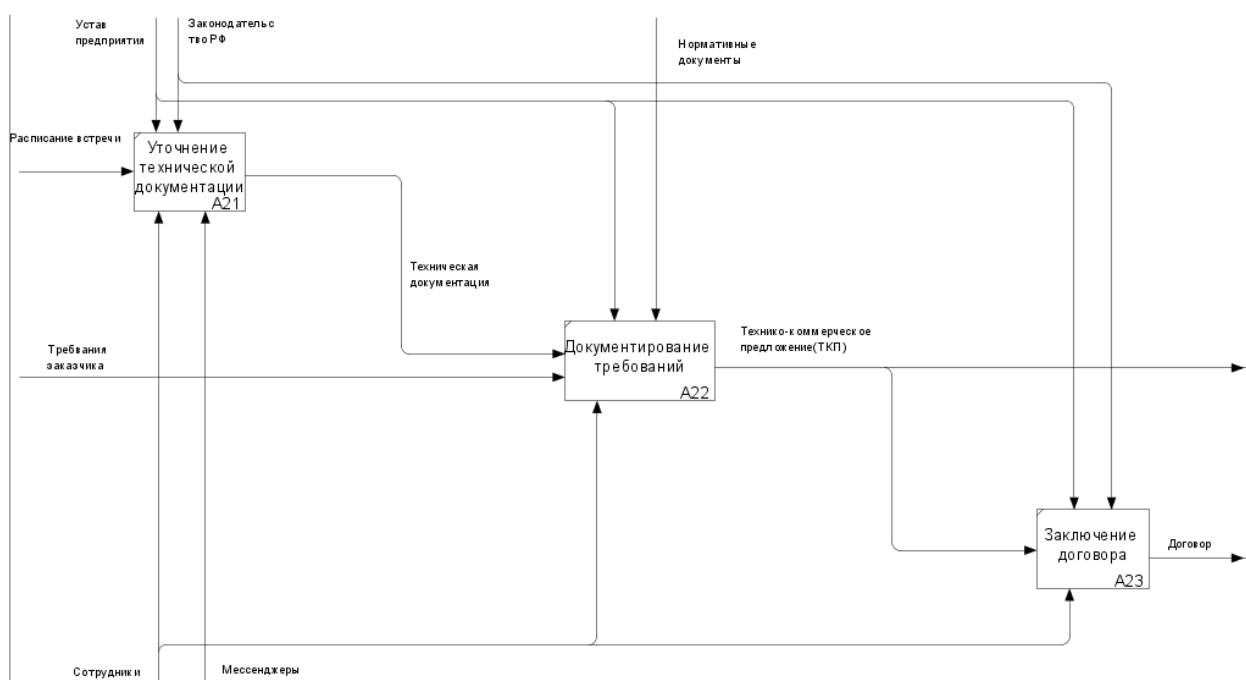 Устав
предприятия
Законодательс
тво РФ
Нормативные
документы
Расписание встречи
Уточнение
технической
документации
А21
Техническая
документация
Требвания
заказчика
Документирование
требований
А22
Технико-коммерческое
предложение(ТКП)
Заключение
договора
А23
Договор
Сотрудники
Мессенджеры